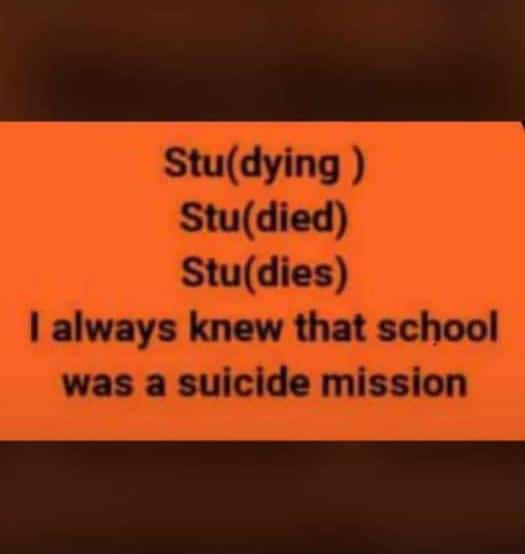 Stu(dying )
Stu(died)
Stu(dies)
I always knew that school
was a suicide mission